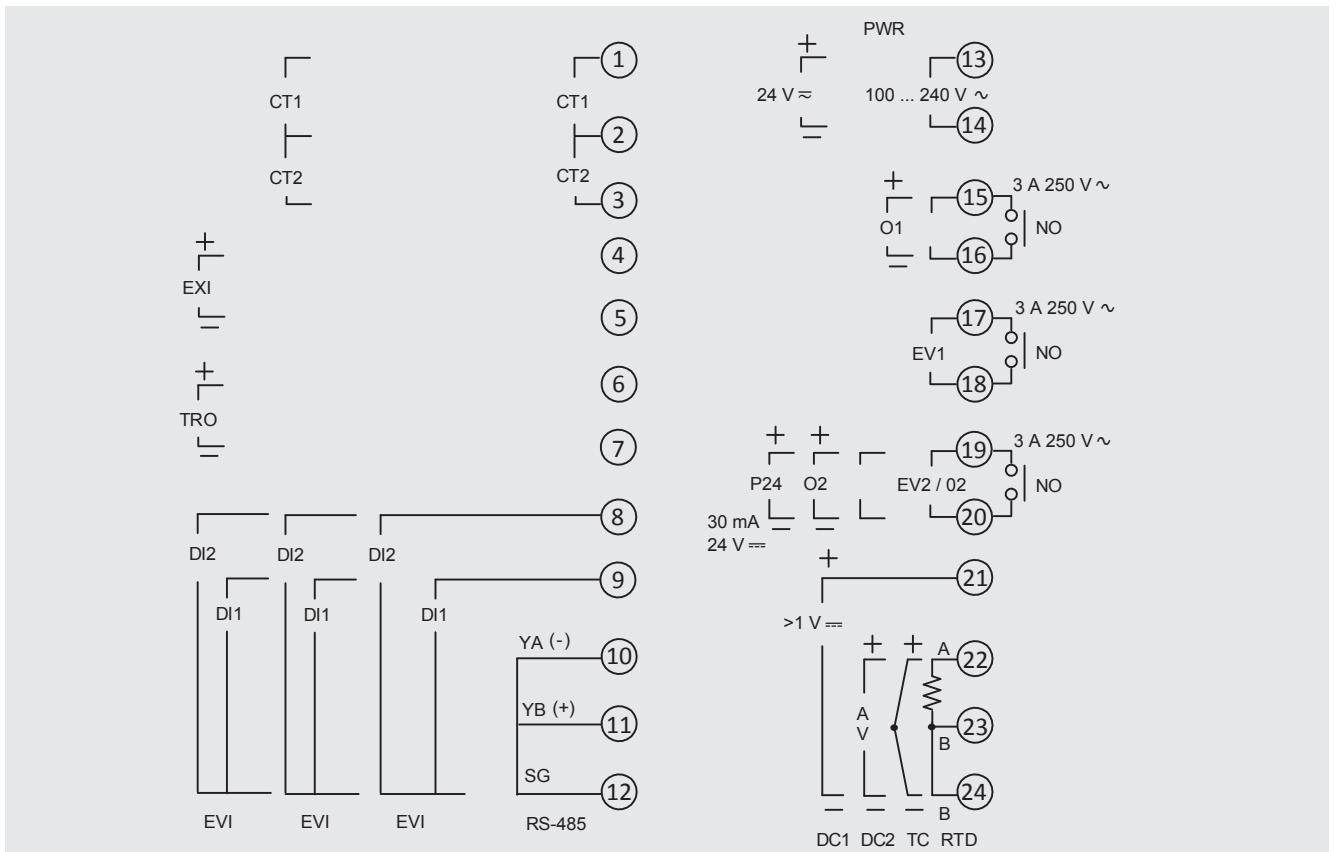 PWR
1
13
CT1
CT1
24 V ≂
100 ... 240 V ∿
+
2
14
CT2
CT2
3
+
15
3 A 250 V ∿
O1
NO
16
+
4
EXI
5
17
3 A 250 V ∿
EV1
NO
18
+
6
TRO
7
+
+
19
3 A 250 V ∿
P24
O2
EV2 / 02
NO
20
30 mA
24 V ⎓
8
DI2
DI2
DI2
9
DI1
DI1
DI1
+
21
>1 V ⎓
YA (-)
10
+
+
A
22
YB (+)
11
A
V
23
B
SG
12
24
B
EVI
EVI
EVI
RS-485
DC1
DC2
TC
RTD